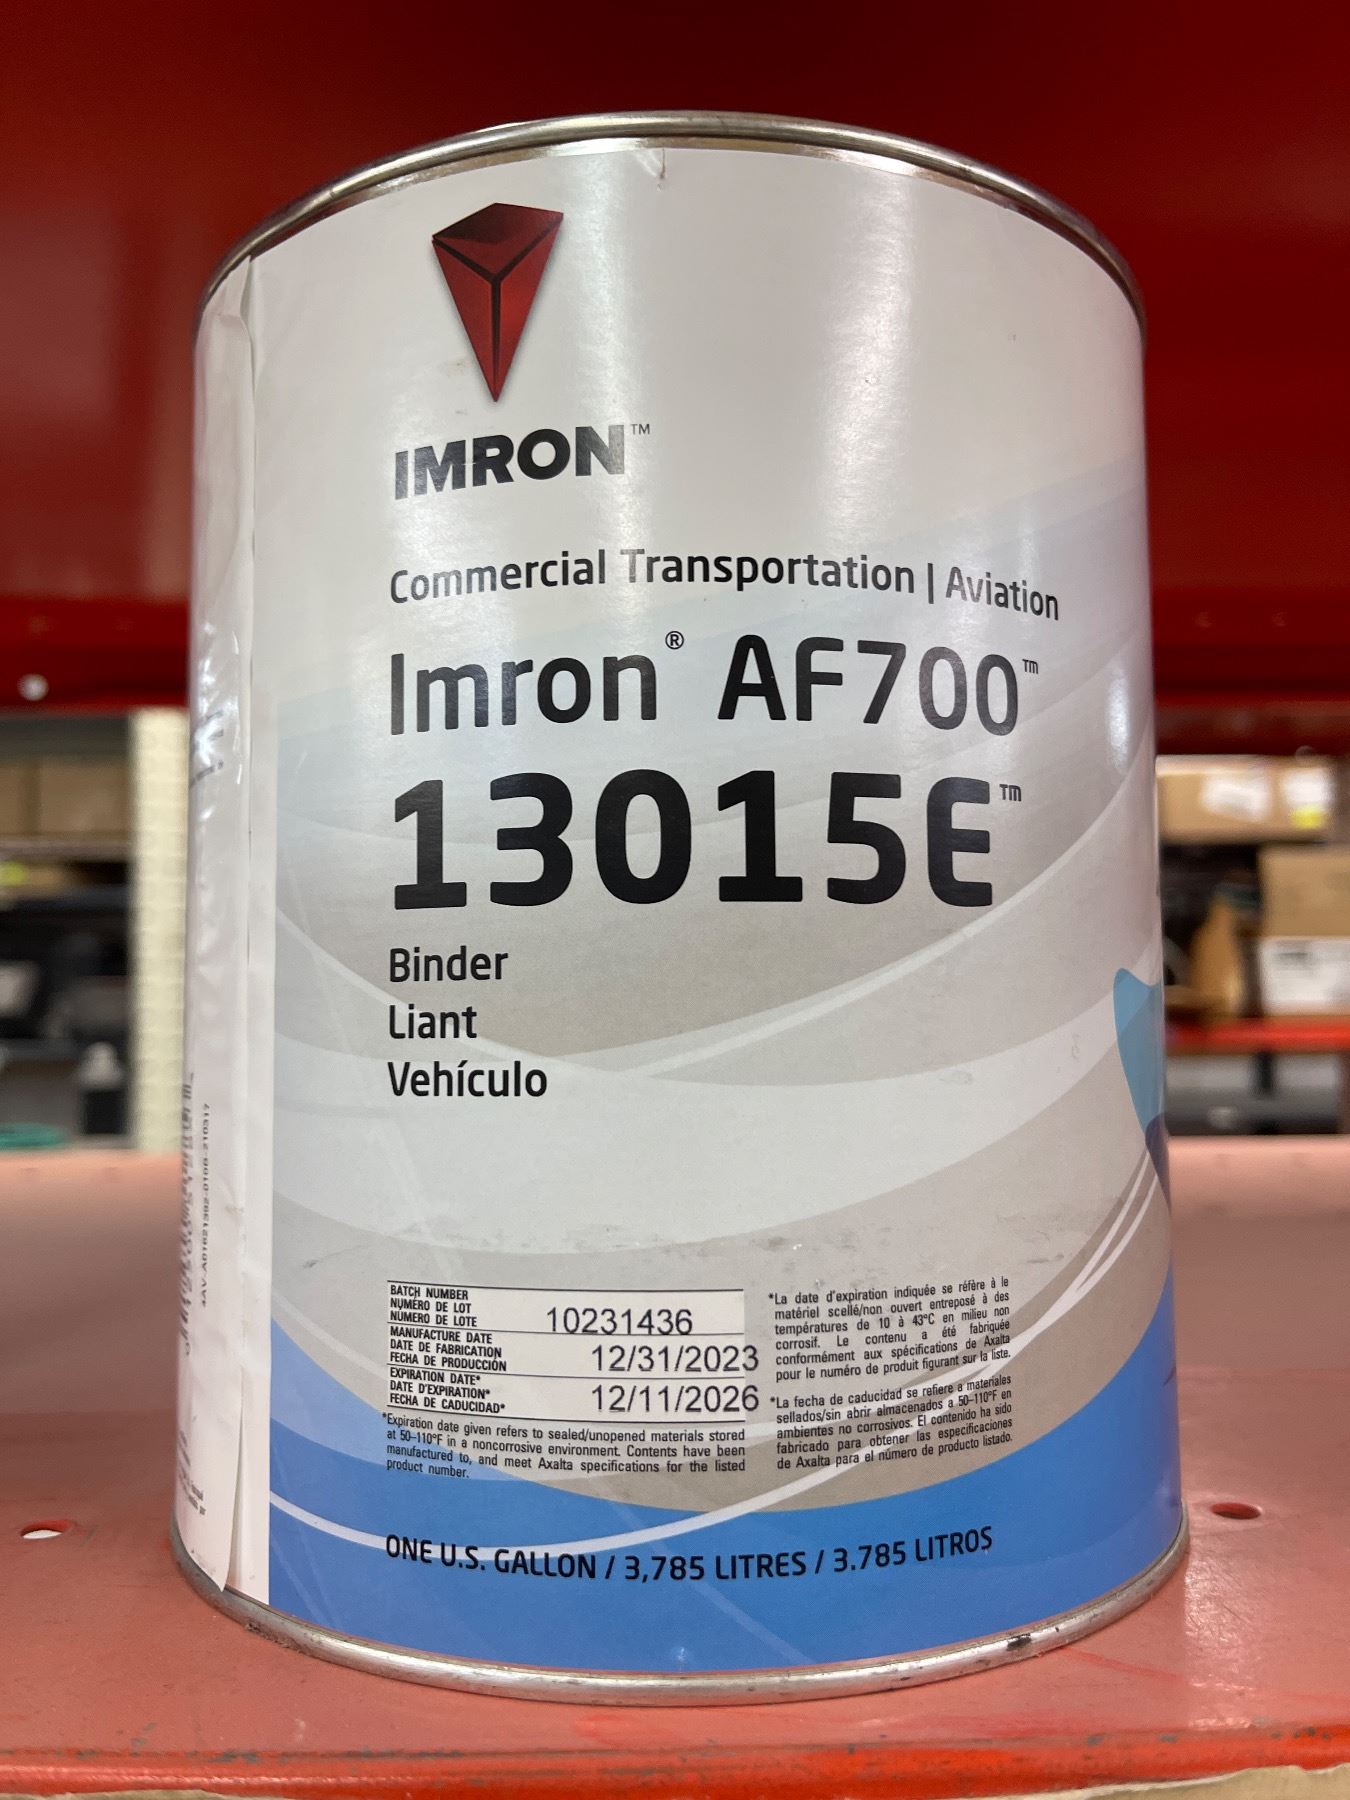 IMRON™
Commercial Transportation | Aviation
Imron® AF700™
13015E™
Binder
Liant
Vehículo
BATCH NUMBER
NUMÉRO DE LOT
NÚMERO DE LOTE
10231436
MANUFACTURE DATE
DATE DE FABRICATION
FECHA DE PRODUCCIÓN
12/31/2023
EXPIRATION DATE*
DATE D'EXPIRATION*
FECHA DE CADUCIDAD*
12/11/2026
*Expiration date given refers to sealed/unopened materials stored
at 50–110°F in a noncorrosive environment. Contents have been
manufactured to, and meet Axalta specifications for the listed
product number.
*La date d'expiration indiquée se réfère à le
matériel scellé/non ouvert entreposé à des
températures de 10 à 43°C en milieu non
corrosif. Le contenu a été fabriquée
conformément aux spécifications de Axalta
pour le numéro de produit figurant sur la liste.
*La fecha de caducidad se refiere a materiales
sellados/sin abrir almacenados a 50–110°F en
ambientes no corrosivos. El contenido ha sido
fabricado para obtener las especificaciones
de Axalta para el número de producto listado.
ONE U.S. GALLON / 3,785 LITRES / 3.785 LITROS